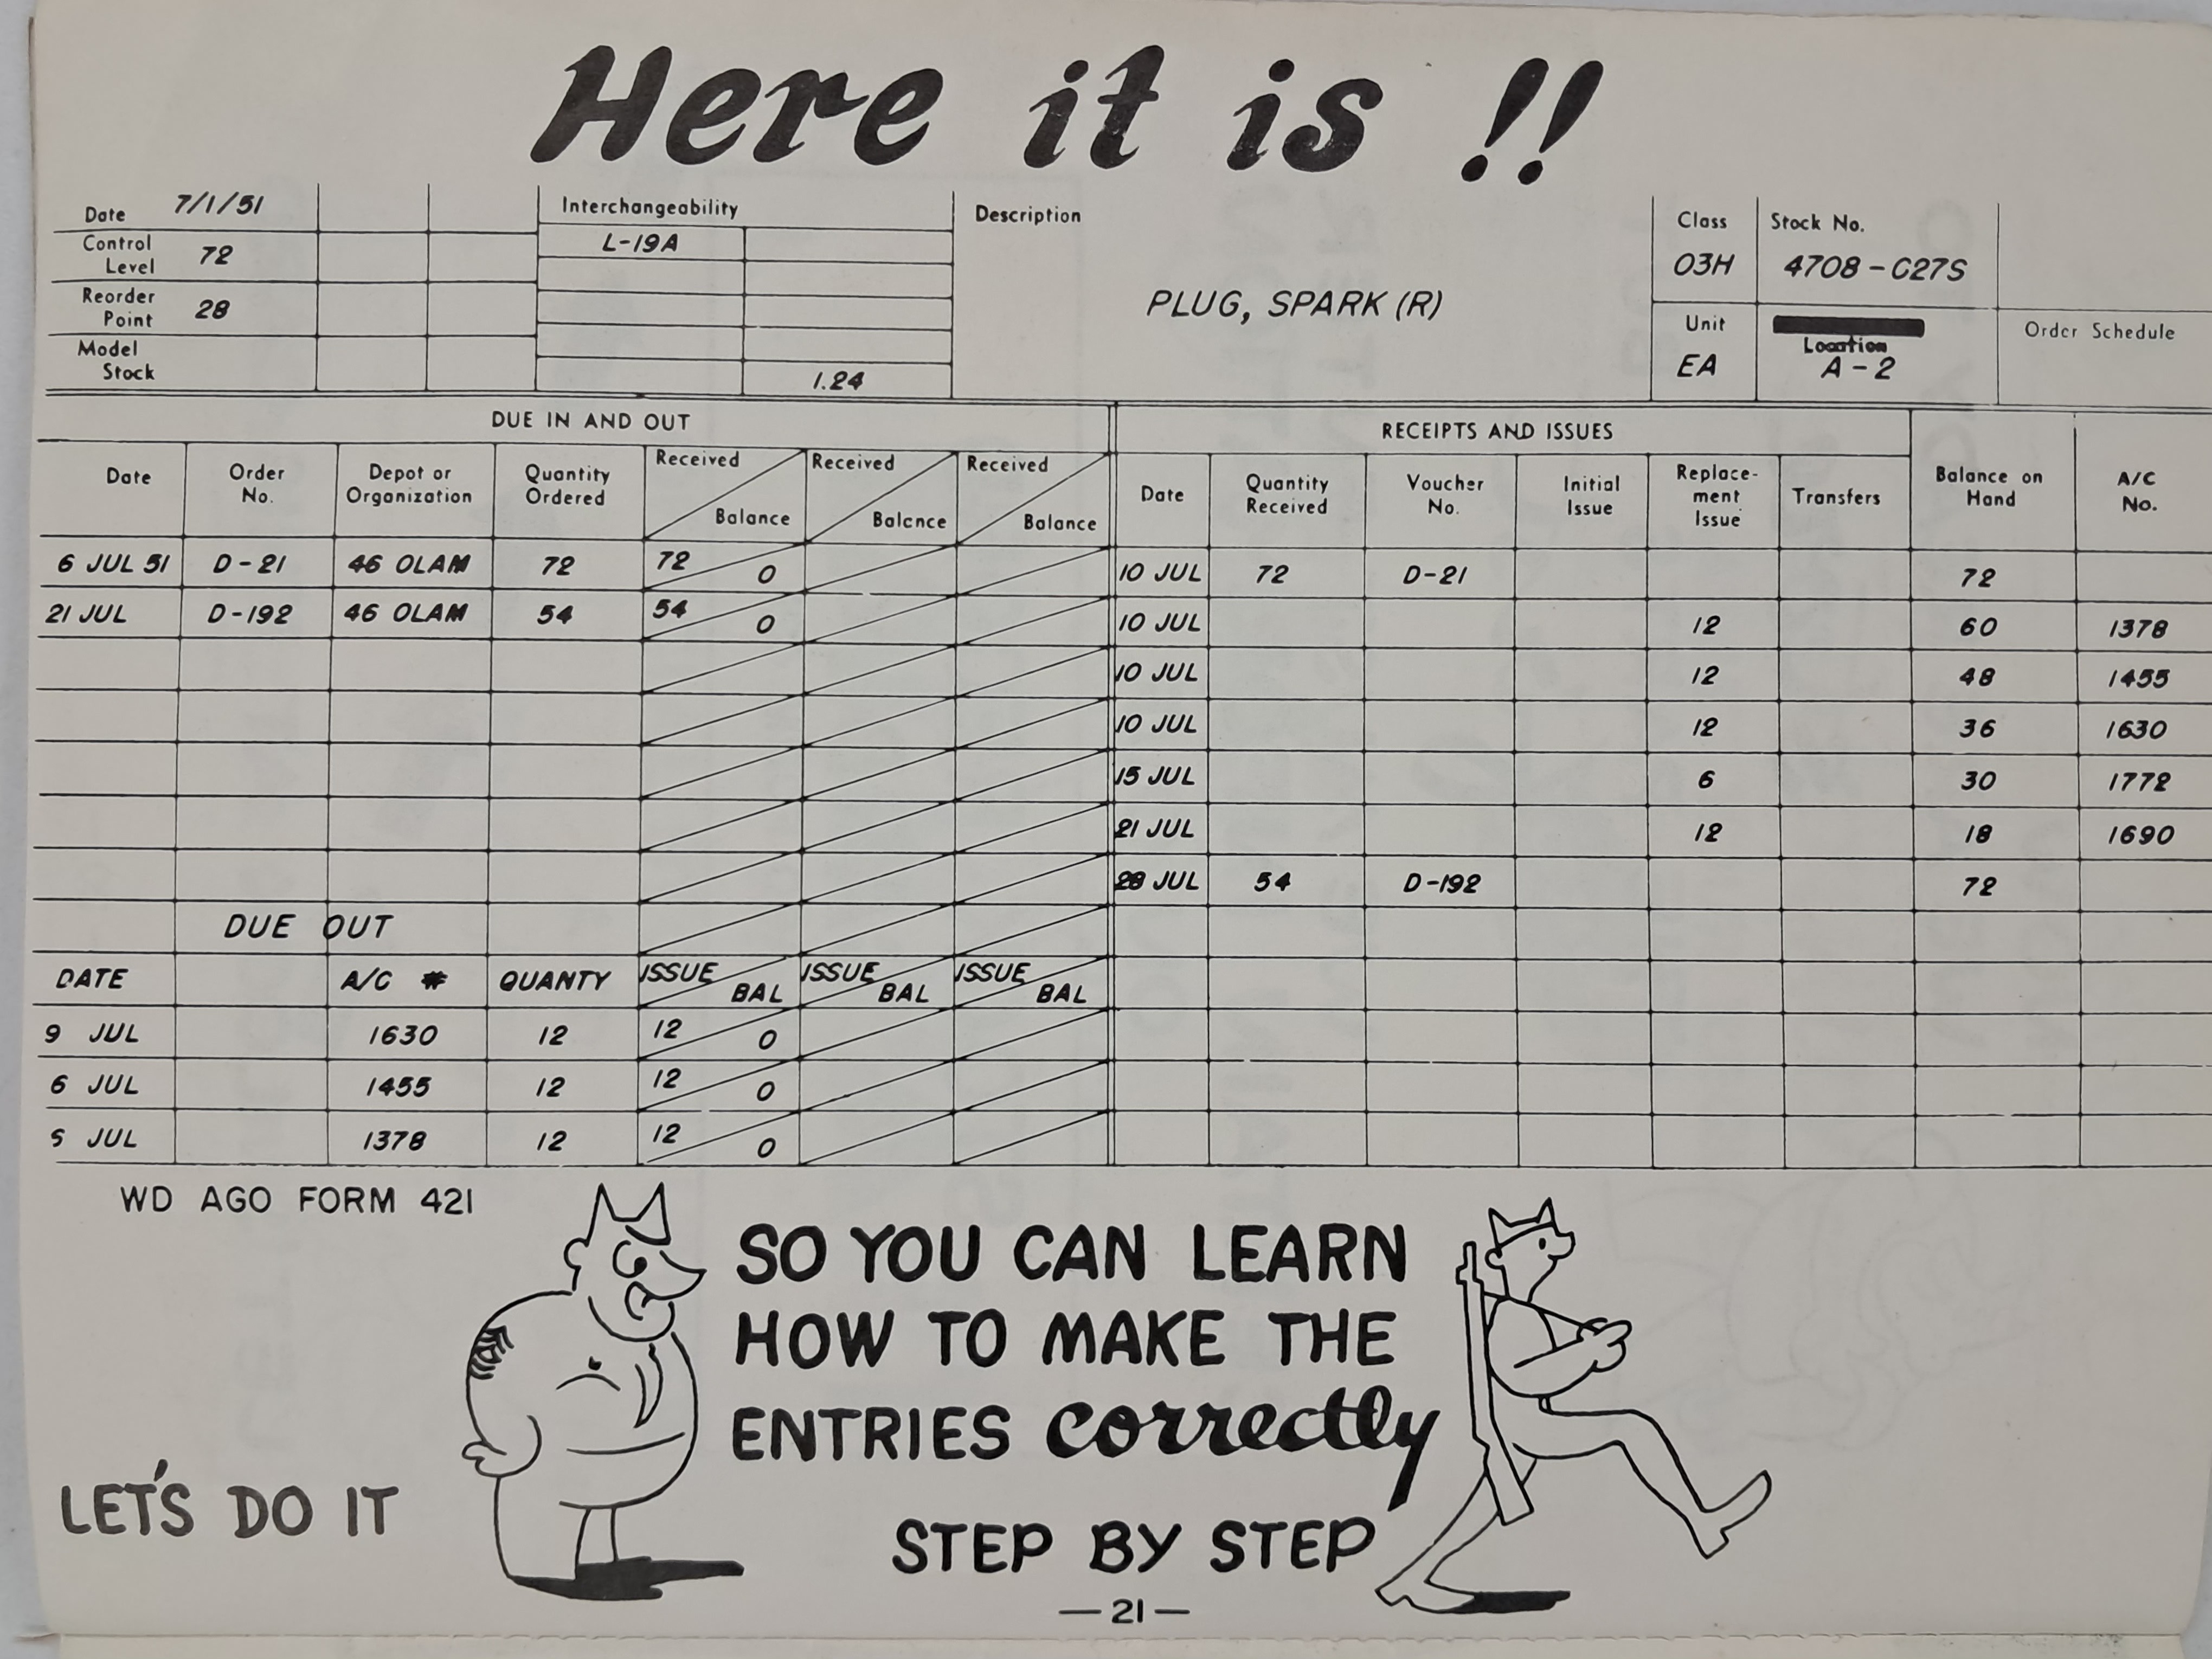 Here it is !!
Date 7/1/51
Control Level 72
Reorder Point 28
Model Stock
Interchangeability
L-19A
1.24
Description
PLUG, SPARK (R)
Class
03H
Stock No.
4708-C27S
Unit
EA
Location
A-2
Order Schedule
DUE IN AND OUT
RECEIPTS AND ISSUES
Date Order No. Depot or Organization Quantity Ordered Received Balance Received Balance Received Balance Date Quantity Received Voucher No. Initial Issue Replace-ment Issue Transfers Balance on Hand A/C No.
6 JUL 51 D-21 46 OLAM 72 72 0 10 JUL 72 D-21 72
21 JUL D-192 46 OLAM 54 54 0 10 JUL 12 60 1378
10 JUL 12 48 1455
10 JUL 12 36 1630
15 JUL 6 30 1772
21 JUL 12 18 1690
28 JUL 54 D-192 72
DUE OUT
DATE A/C # QUANTY ISSUE BAL ISSUE BAL ISSUE BAL
9 JUL 1630 12 12 0
6 JUL 1455 12 12 0
5 JUL 1378 12 12 0
WD AGO FORM 421
SO YOU CAN LEARN
HOW TO MAKE THE
ENTRIES correctly
LET'S DO IT
STEP BY STEP
—21—